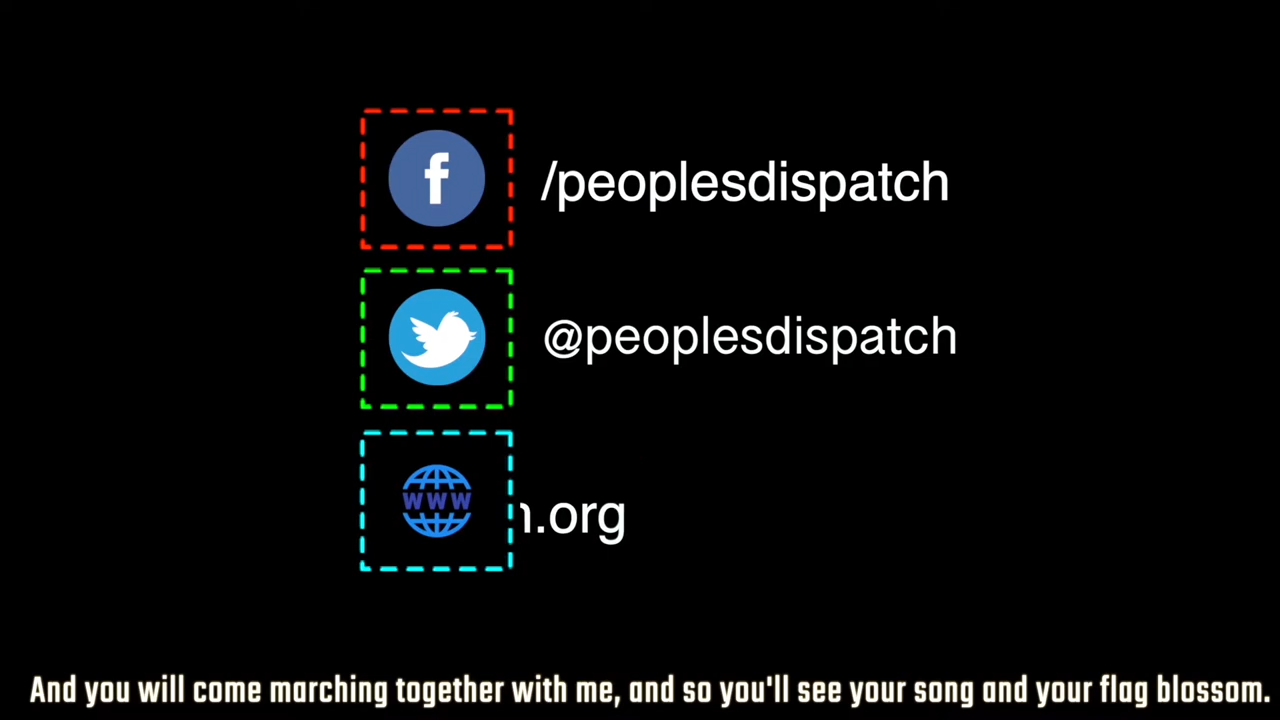 f
/peoplesdispatch
@peoplesdispatch
WWW
h.org
And you will come marching together with me, and so you'll see your song and your flag blossom.